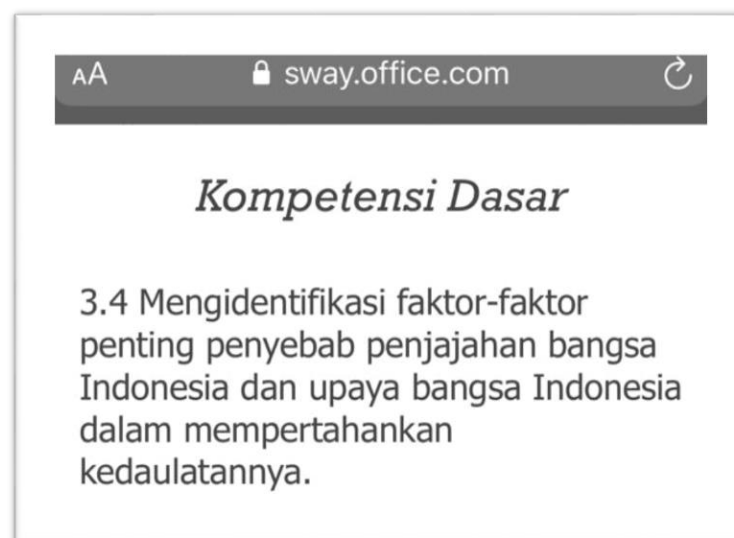 AA sway.office.com
Kompetensi Dasar
3.4 Mengidentifikasi faktor-faktor
penting penyebab penjajahan bangsa
Indonesia dan upaya bangsa Indonesia
dalam mempertahankan
kedaulatannya.